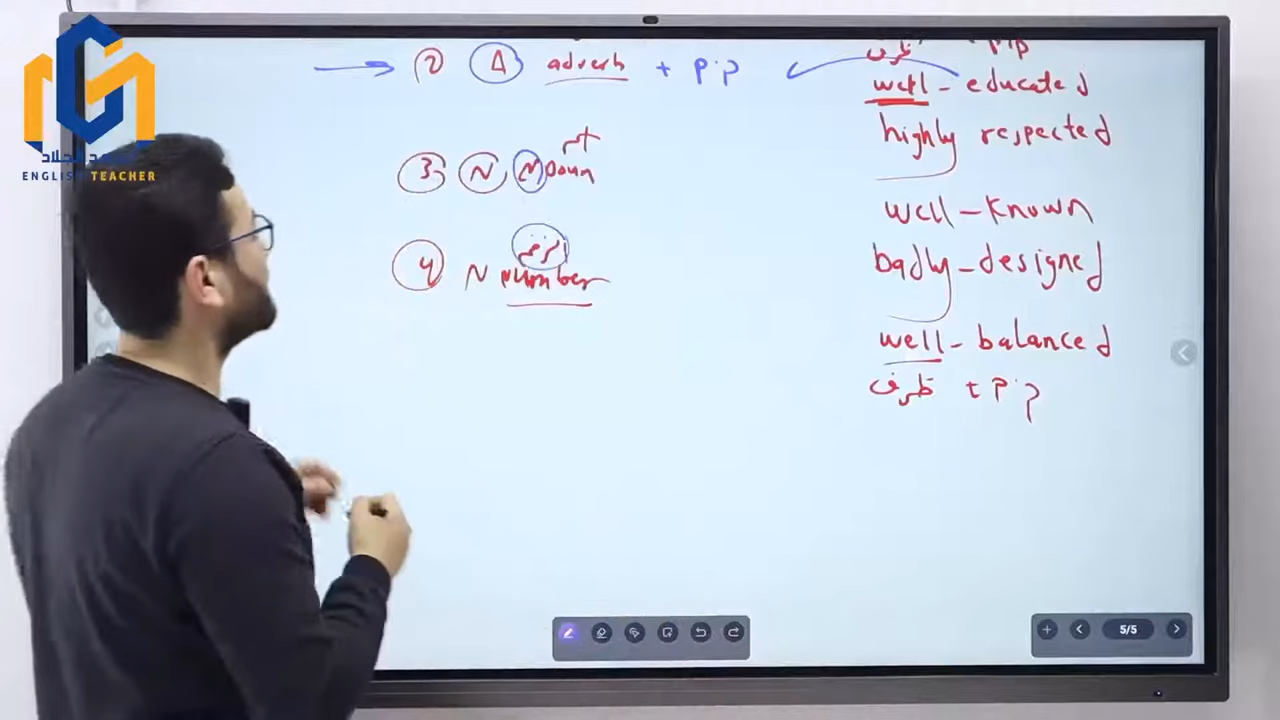 ② Ⓐ adverb + p.p
③ Ⓝ Noun
④ N number
ظرف + p.p
well - educated
highly respected
well - known
badly - designed
well - balanced
ظرف + p.p
ENGLISH TEACHER
5/5